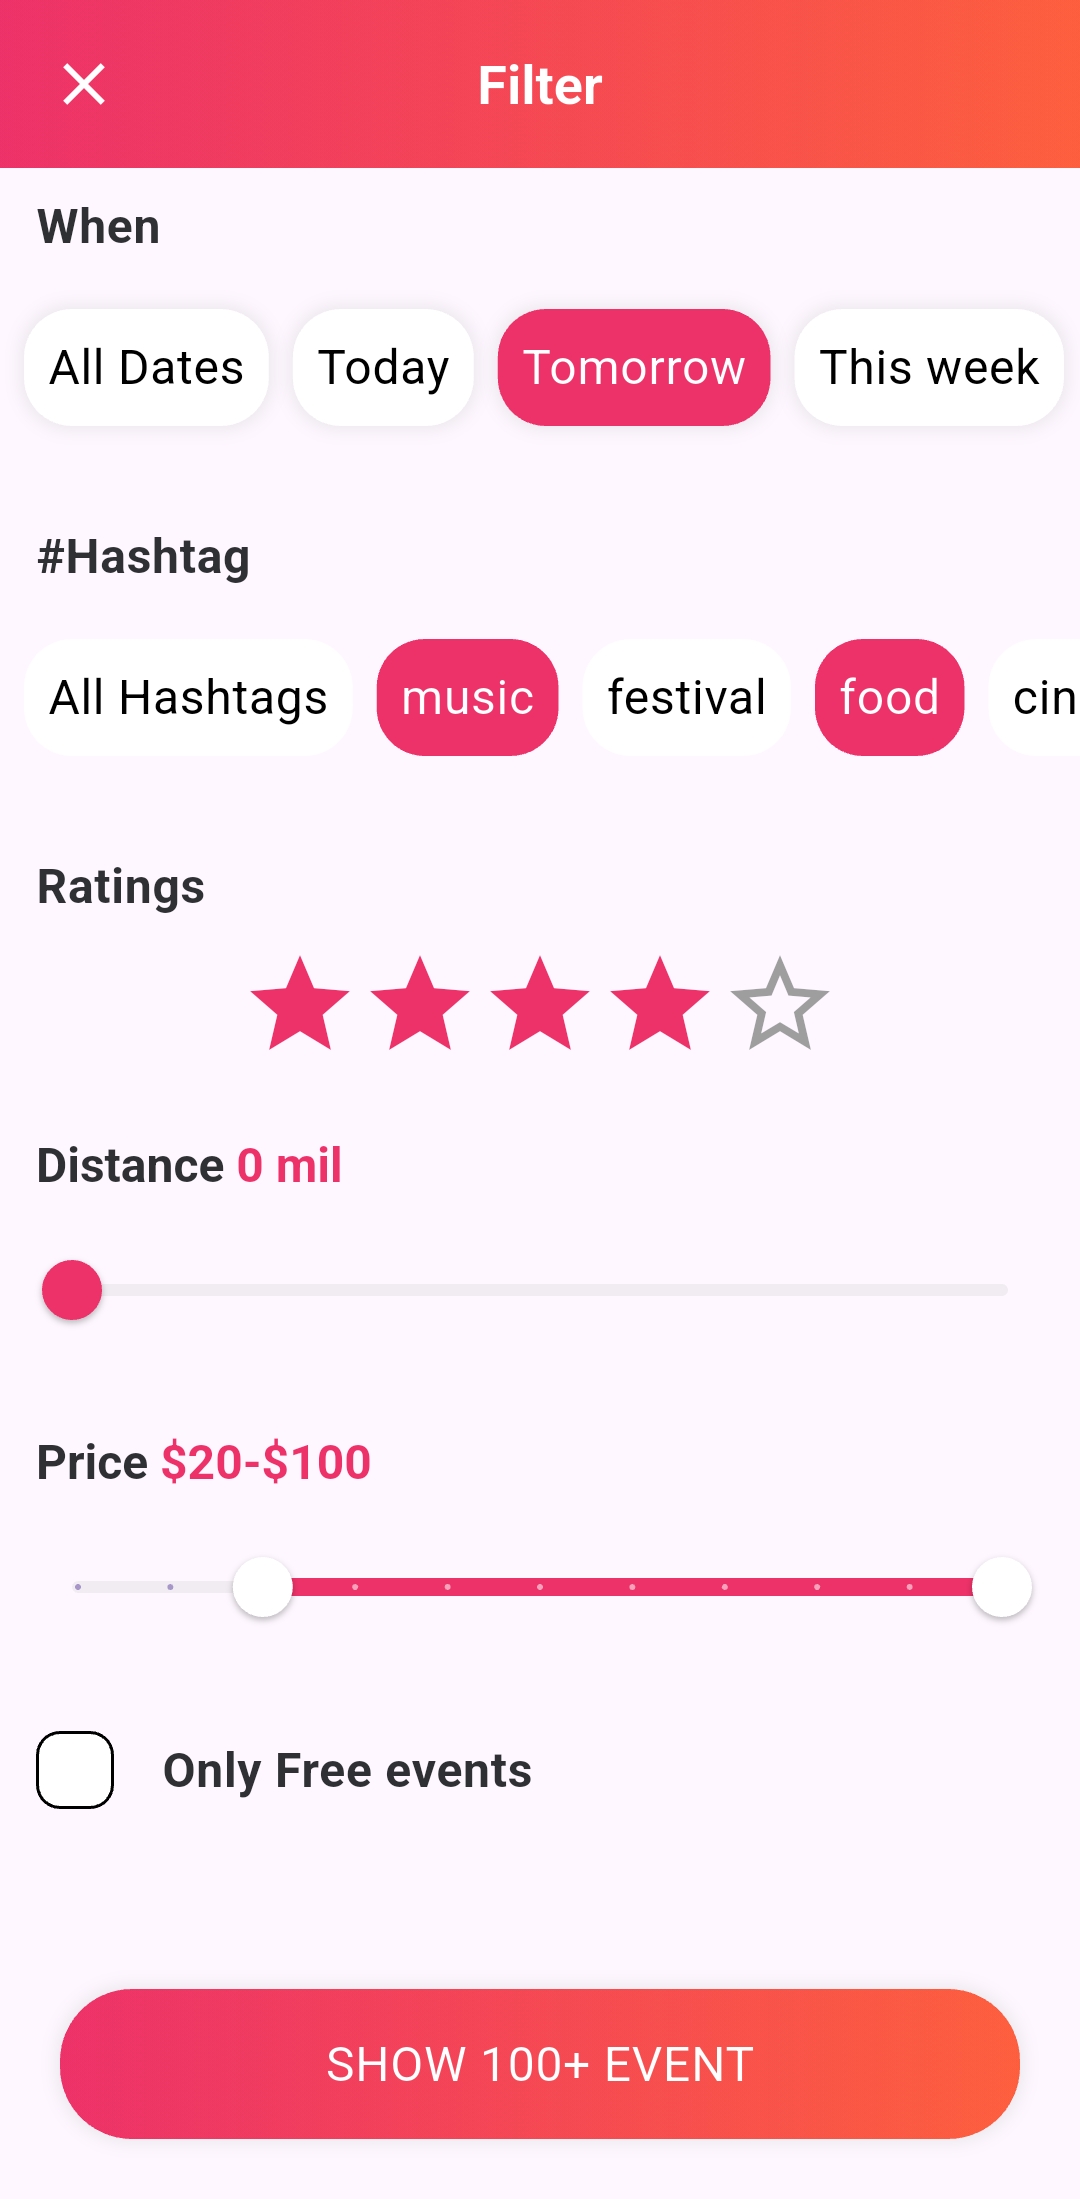 Filter
When
All Dates Today Tomorrow This week
#Hashtag
All Hashtags music festival food cin
Ratings
Distance 0 mil
Price $20-$100
Only Free events
SHOW 100+ EVENT